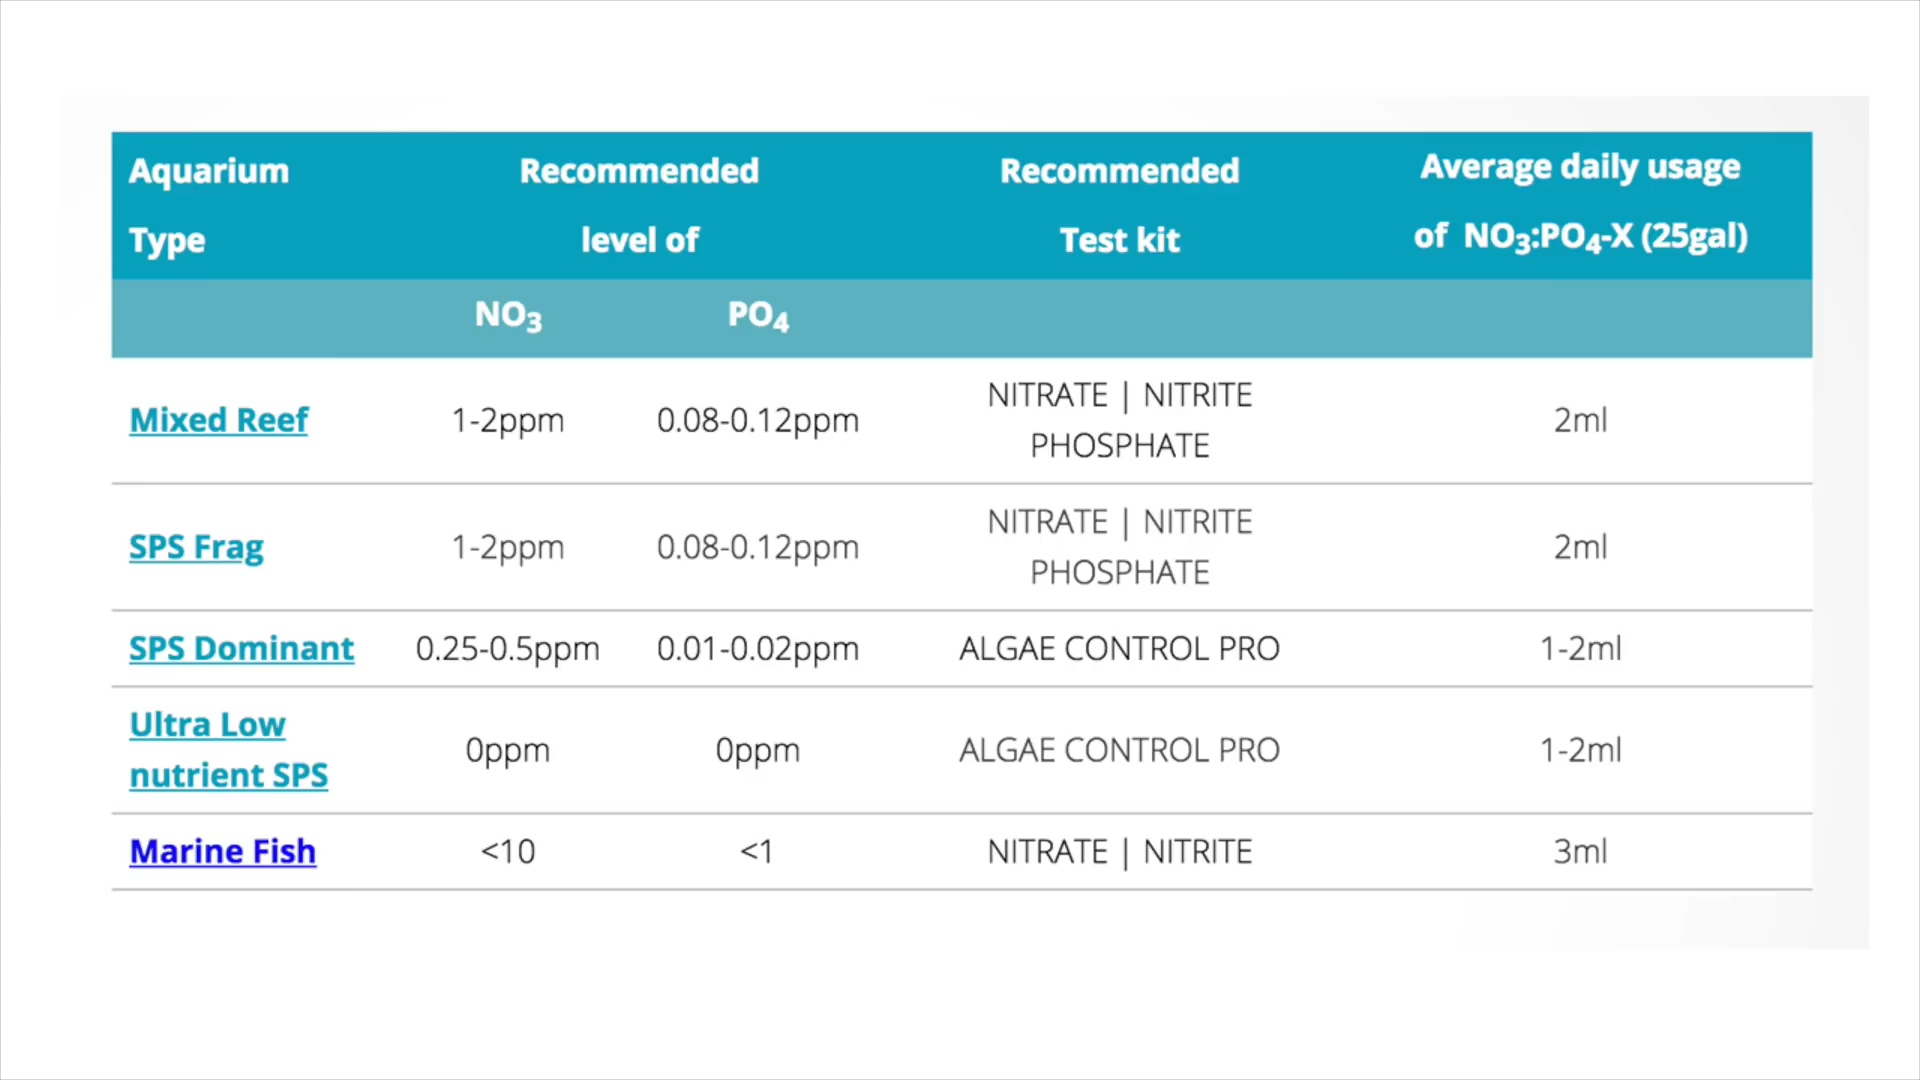 Aquarium Type
Recommended level of
Recommended Test kit
Average daily usage of NO₃:PO₄-X (25gal)
NO₃ PO₄
Mixed Reef 1-2ppm 0.08-0.12ppm NITRATE | NITRITE PHOSPHATE 2ml
SPS Frag 1-2ppm 0.08-0.12ppm NITRATE | NITRITE PHOSPHATE 2ml
SPS Dominant 0.25-0.5ppm 0.01-0.02ppm ALGAE CONTROL PRO 1-2ml
Ultra Low nutrient SPS 0ppm 0ppm ALGAE CONTROL PRO 1-2ml
Marine Fish <10 <1 NITRATE | NITRITE 3ml